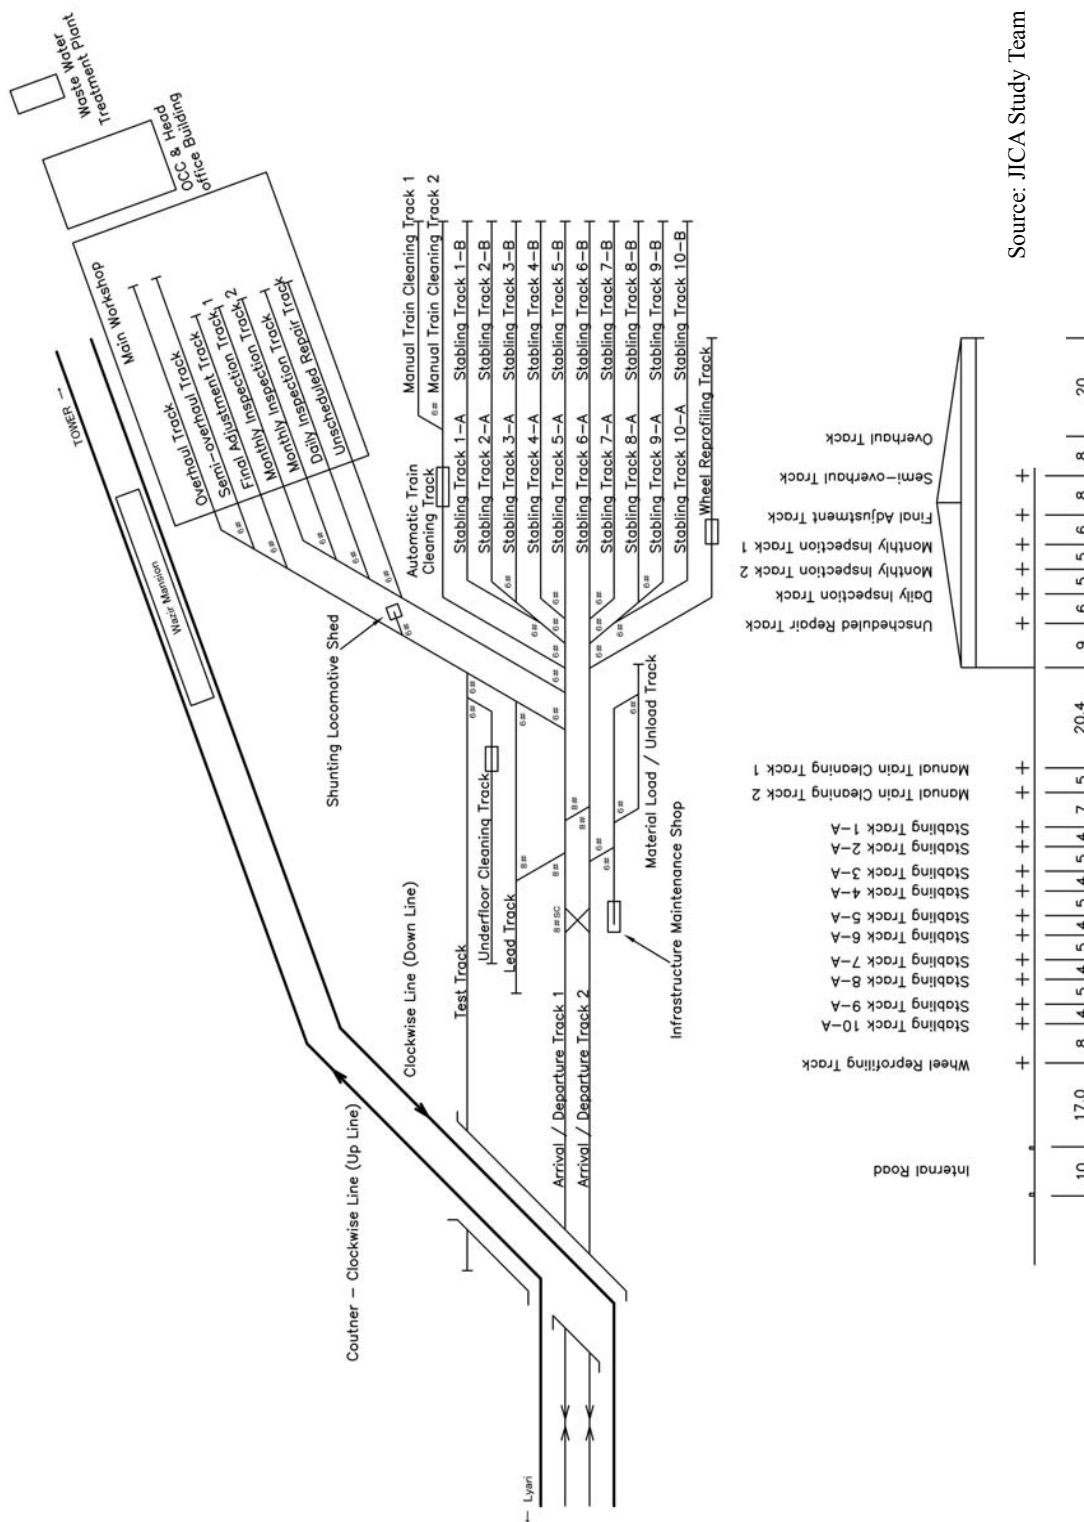 Waste Water
Treatment Plant
OCC & Head
office Building
Main Workshop
TOWER →
Wazir Mansion
Overhaul Track
Semi-overhaul Track
Final Adjustment Track
Monthly Inspection Track 1
Monthly Inspection Track 2
Daily Inspection Track
Unscheduled Repair Track
Shunting Locomotive Shed
Automatic Train
Cleaning Track
Manual Train Cleaning Track 1
Manual Train Cleaning Track 2
Stabling Track 1-A Stabling Track 1-B
Stabling Track 2-A Stabling Track 2-B
Stabling Track 3-A Stabling Track 3-B
Stabling Track 4-A Stabling Track 4-B
Stabling Track 5-A Stabling Track 5-B
Stabling Track 6-A Stabling Track 6-B
Stabling Track 7-A Stabling Track 7-B
Stabling Track 8-A Stabling Track 8-B
Stabling Track 9-A Stabling Track 9-B
Stabling Track 10-A Stabling Track 10-B
Wheel Reprofiling Track
Test Track
Underfloor Cleaning Track
Lead Track
8#SC
Material Load / Unload Track
Infrastructure Maintenance Shop
Arrival / Departure Track 1
Arrival / Departure Track 2
Clockwise Line (Down Line)
Coutner - Clockwise Line (Up Line)
← Lyari
Internal Road
Wheel Reprofiling Track
Stabling Track 10-A
Stabling Track 9-A
Stabling Track 8-A
Stabling Track 7-A
Stabling Track 6-A
Stabling Track 5-A
Stabling Track 4-A
Stabling Track 3-A
Stabling Track 2-A
Stabling Track 1-A
Manual Train Cleaning Track 2
Manual Train Cleaning Track 1
Unscheduled Repair Track
Daily Inspection Track
Monthly Inspection Track 2
Monthly Inspection Track 1
Final Adjustment Track
Semi-overhaul Track
Overhaul Track
10 17.0 8 4 5 4 5 4 5 4 5 4 7 5 20.4 9 6 5 5 6 8 8 20
Source: JICA Study Team